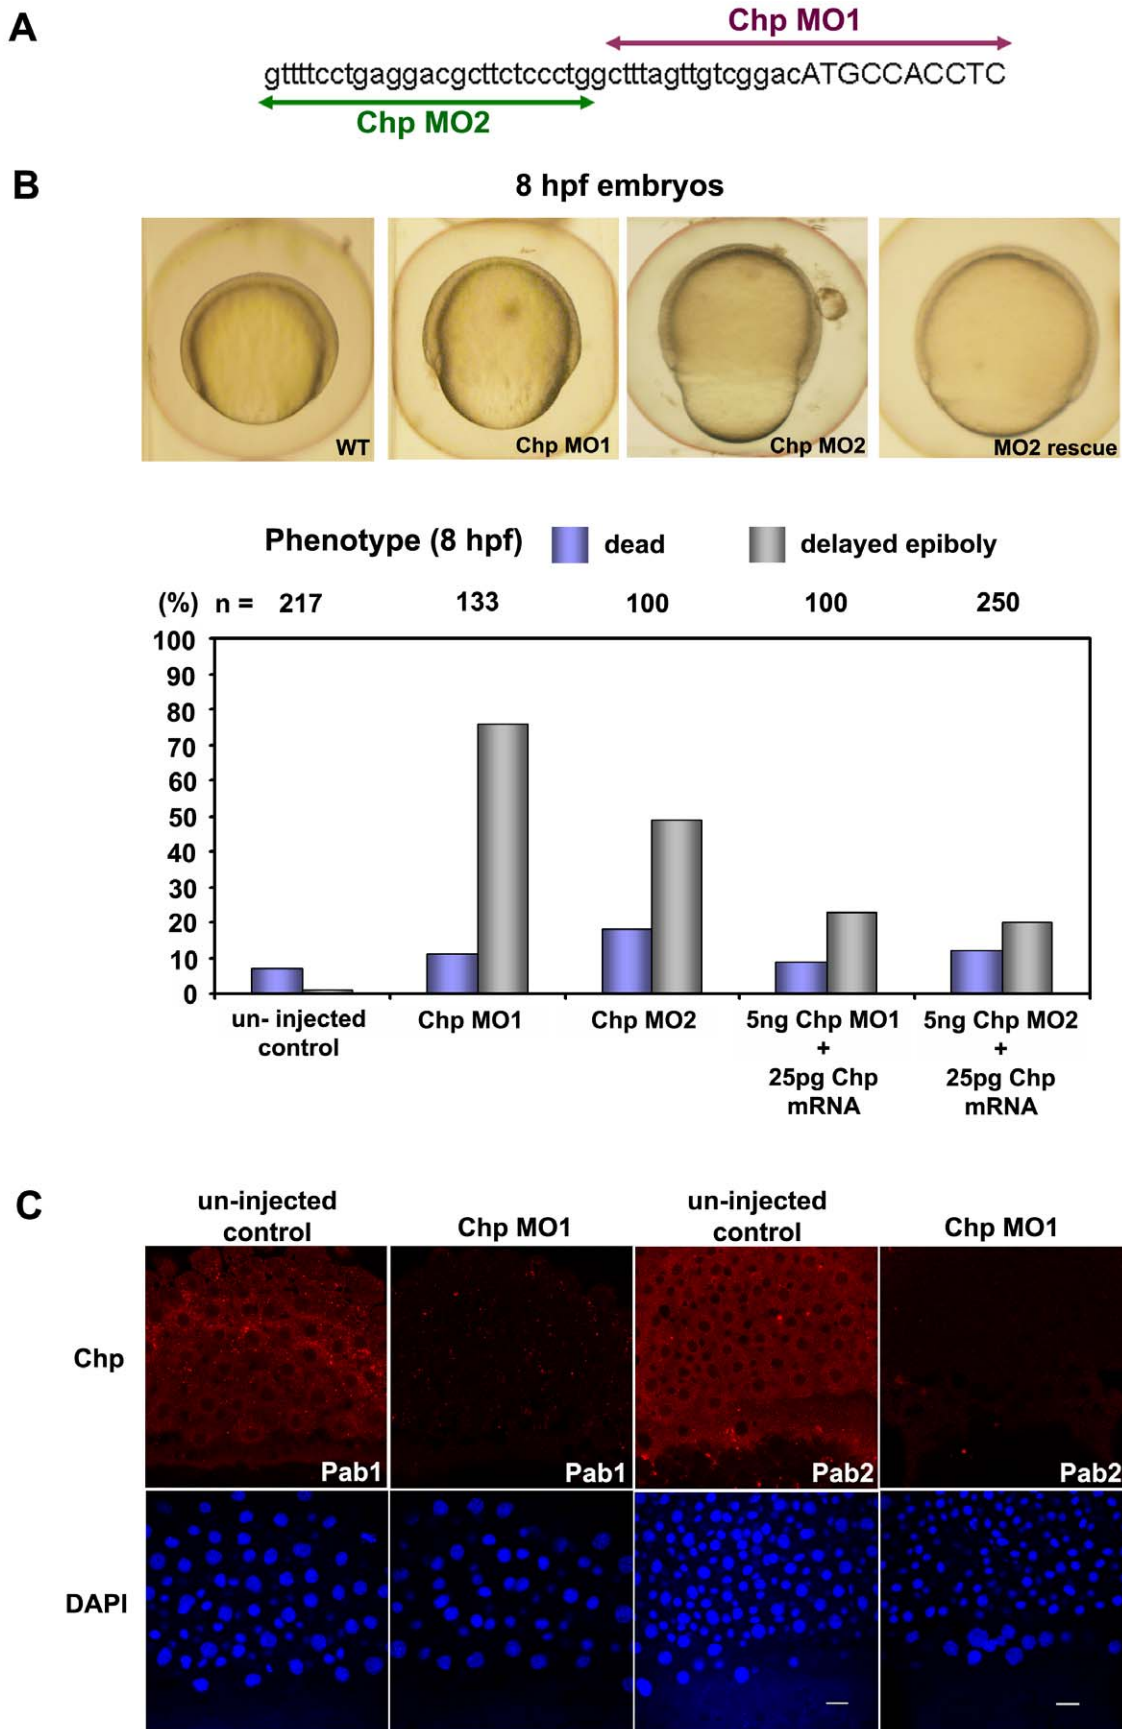 A
Chp MO1
gttttcctgaggacgcttctccctggctttagttgtcggacATGCCACCTC
Chp MO2
B
8 hpf embryos
WT
Chp MO1
Chp MO2
MO2 rescue
Phenotype (8 hpf)
dead
delayed epiboly
(%) n = 217 133 100 100 250
100
90
80
70
60
50
40
30
20
10
0
un- injected
control
Chp MO1
Chp MO2
5ng Chp MO1
+
25pg Chp
mRNA
5ng Chp MO2
+
25pg Chp
mRNA
C
un-injected
control
Chp MO1
un-injected
control
Chp MO1
Chp
Pab1
Pab1
Pab2
Pab2
DAPI